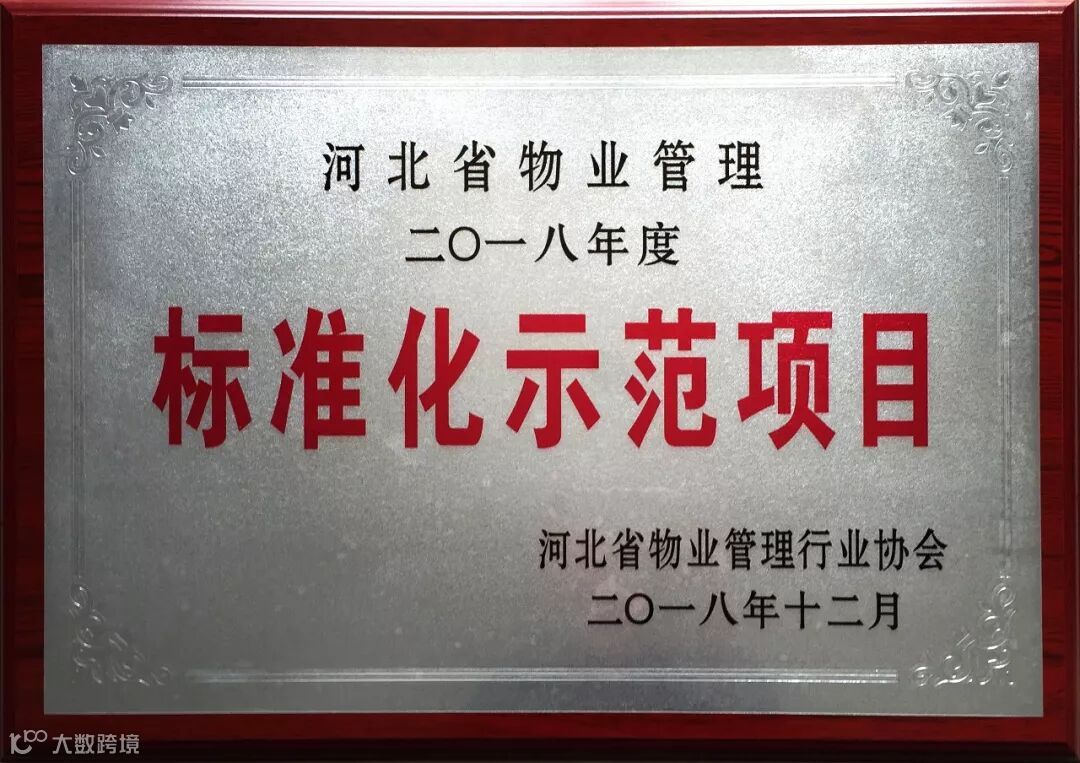 河北省物业管理
二〇一八年度
标准化示范项目
河北省物业管理行业协会
二〇一八年十二月
大数跨境